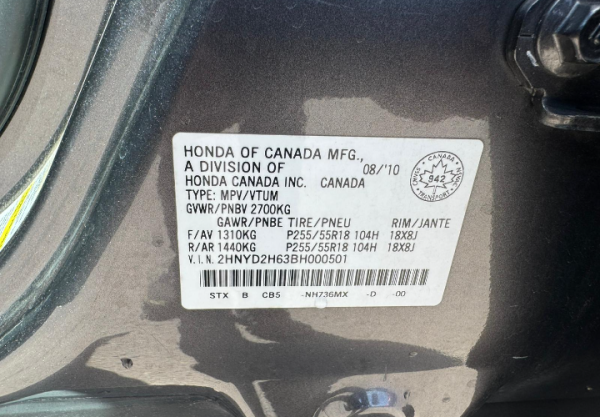 HONDA OF CANADA MFG.,
A DIVISION OF 08/'10
HONDA CANADA INC. CANADA
TYPE: MPV/VTUM
GVWR/PNBV 2700KG
GAWR/PNBE TIRE/PNEU RIM/JANTE
F/AV 1310KG P255/55R18 104H 18X8J
R/AR 1440KG P255/55R18 104H 18X8J
V.I.N. 2HNYD2H63BH000501
STX B CB5 -NH736MX -D -00
CANADA
942
TRANSPORT